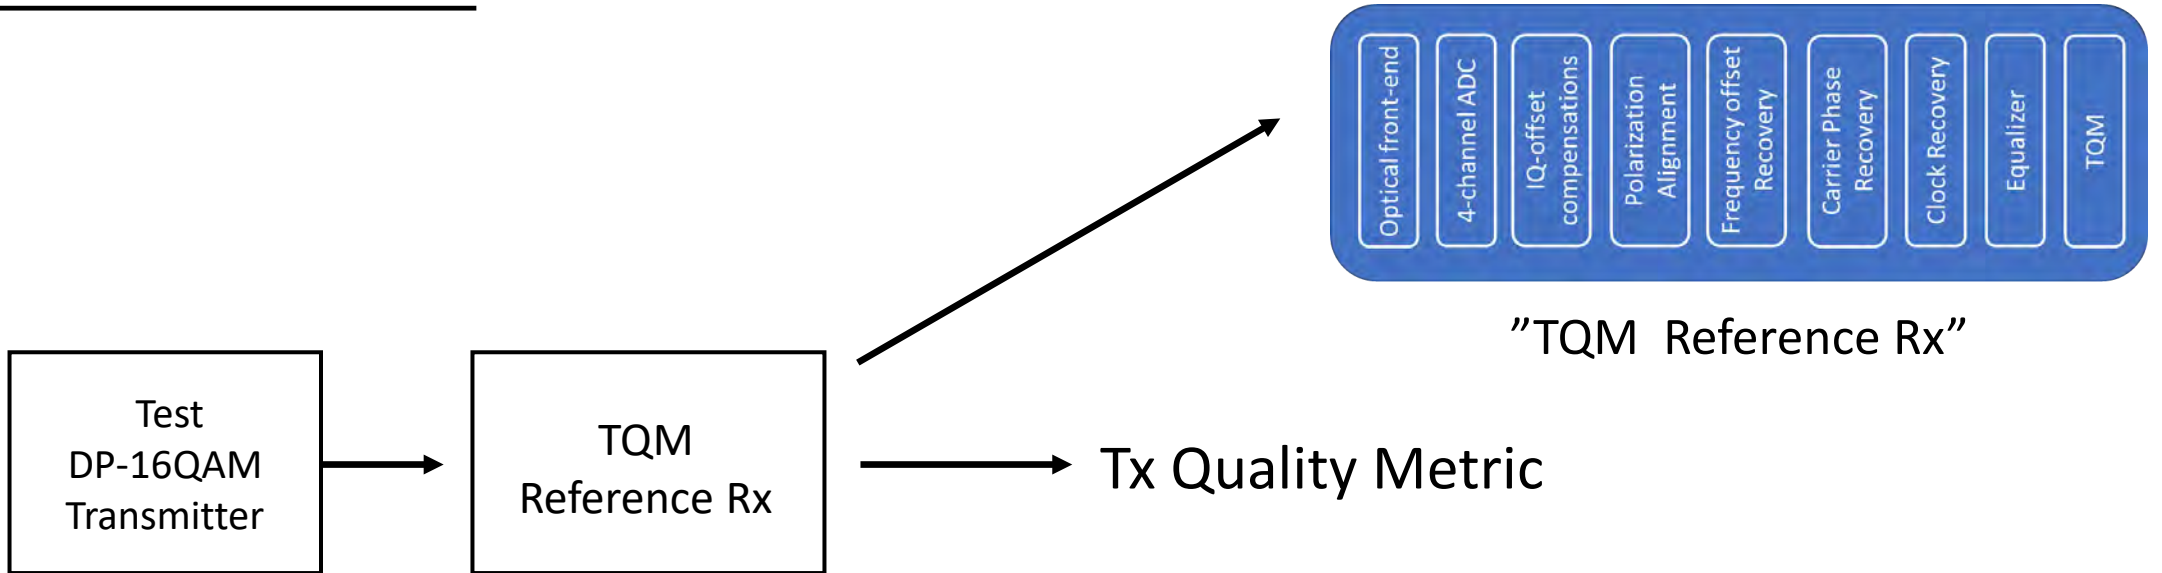 Optical front-end
4-channel ADC
IQ-offset
compensations
Polarization
Alignment
Frequency offset
Recovery
Carrier Phase
Recovery
Clock Recovery
Equalizer
TQM
”TQM Reference Rx”
Test
DP-16QAM
Transmitter
TQM
Reference Rx
Tx Quality Metric